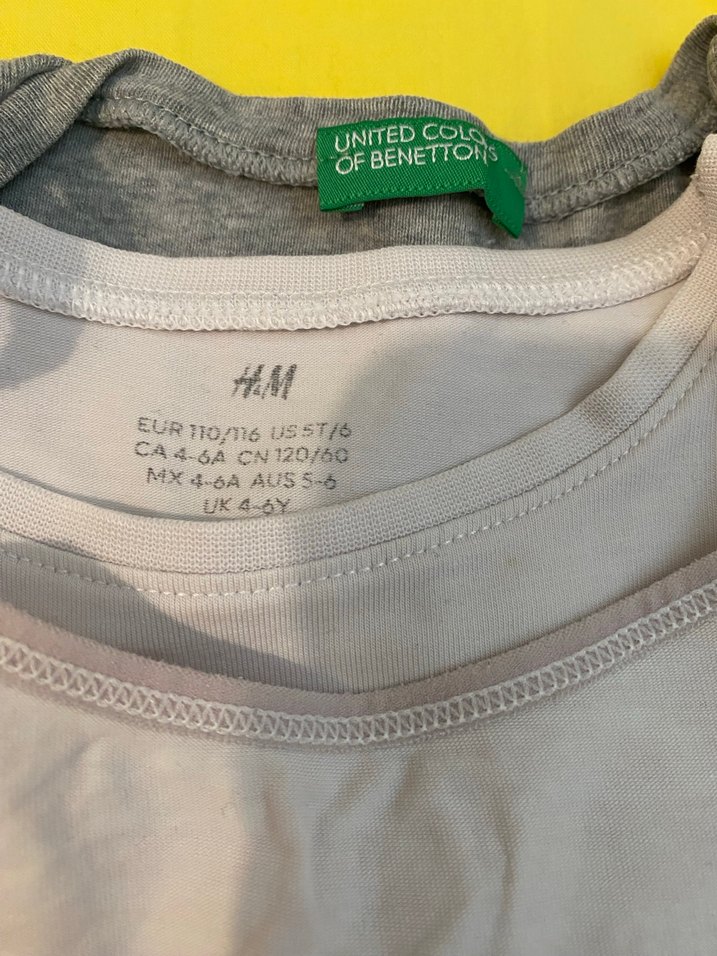 UNITED COLORS
OF BENETTON
H&M
EUR 110/116 US 5T/6
CA 4-6A CN 120/60
MX 4-6A AUS 5-6
UK 4-6Y